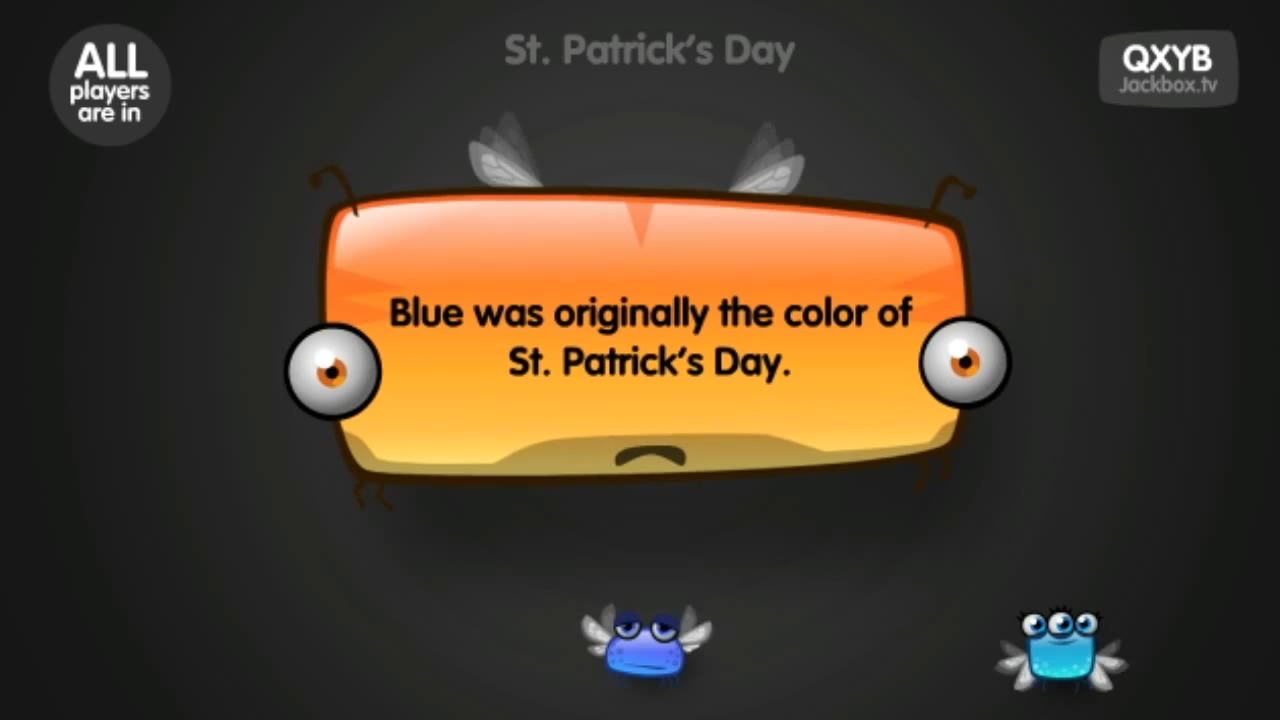 ALL
players
are in
St. Patrick's Day
QXYB
Jackbox.tv
Blue was originally the color of
St. Patrick's Day.